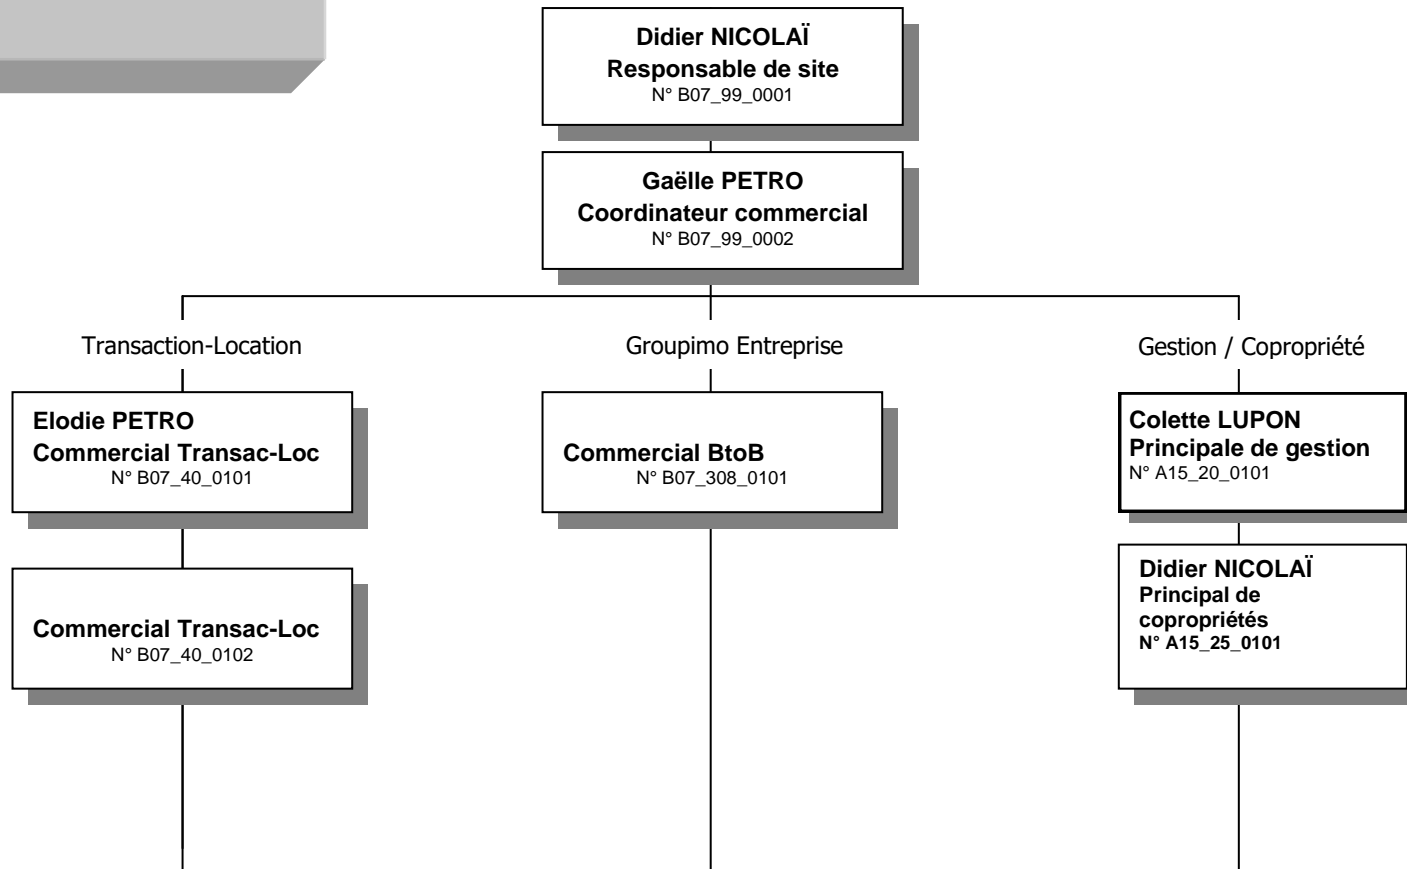 Didier NICOLAÏ
Responsable de site
N° B07_99_0001
Gaëlle PETRO
Coordinateur commercial
N° B07_99_0002
Transaction-Location
Groupimo Entreprise
Gestion / Copropriété
Elodie PETRO
Commercial Transac-Loc
N° B07_40_0101
Commercial BtoB
N° B07_308_0101
Colette LUPON
Principale de gestion
N° A15_20_0101
Commercial Transac-Loc
N° B07_40_0102
Didier NICOLAÏ
Principal de
copropriétés
N° A15_25_0101